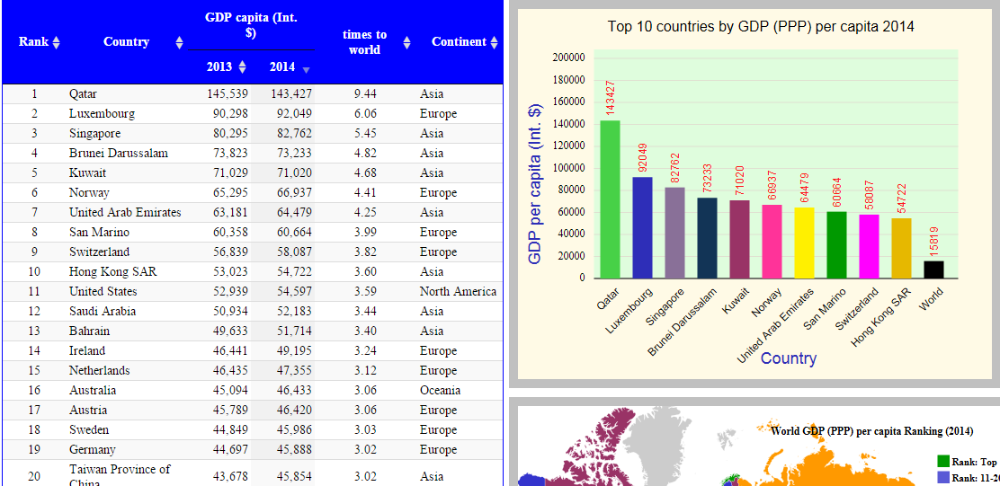 GDP capita (Int.
$)
Rank Country times to
world Continent
2013 2014
1 Qatar 145,539 143,427 9.44 Asia
2 Luxembourg 90,298 92,049 6.06 Europe
3 Singapore 80,295 82,762 5.45 Asia
4 Brunei Darussalam 73,823 73,233 4.82 Asia
5 Kuwait 71,029 71,020 4.68 Asia
6 Norway 65,295 66,937 4.41 Europe
7 United Arab Emirates 63,181 64,479 4.25 Asia
8 San Marino 60,358 60,664 3.99 Europe
9 Switzerland 56,839 58,087 3.82 Europe
10 Hong Kong SAR 53,023 54,722 3.60 Asia
11 United States 52,939 54,597 3.59 North America
12 Saudi Arabia 50,934 52,183 3.44 Asia
13 Bahrain 49,633 51,714 3.40 Asia
14 Ireland 46,441 49,195 3.24 Europe
15 Netherlands 46,435 47,355 3.12 Europe
16 Australia 45,094 46,433 3.06 Oceania
17 Austria 45,789 46,420 3.06 Europe
18 Sweden 44,849 45,986 3.03 Europe
19 Germany 44,697 45,888 3.02 Europe
20 Taiwan Province of
China 43,678 45,854 3.02 Asia
Top 10 countries by GDP (PPP) per capita 2014
GDP per capita (Int. $)
200000
180000
160000
140000
120000
100000
80000
60000
40000
20000
0
143427
92049
82762
73233
71020
66937
64479
60664
58087
54722
15819
Qatar
Luxembourg
Singapore
Brunei Darussalam
Kuwait
Norway
United Arab Emirates
San Marino
Switzerland
Hong Kong SAR
World
Country
World GDP (PPP) per capita Ranking (2014)
Rank: Top
Rank: 11-20